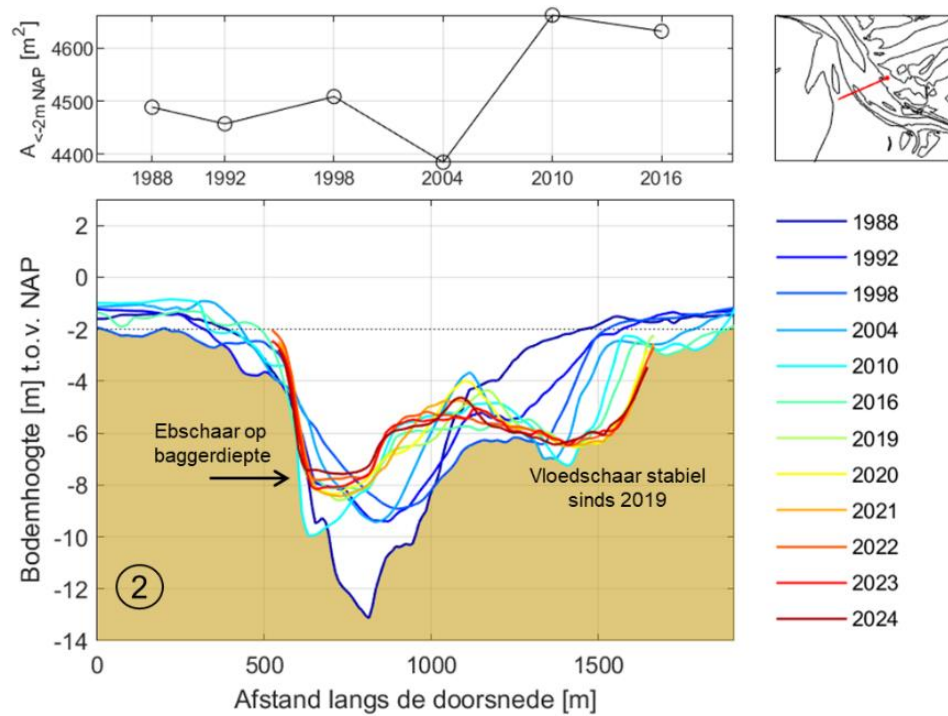 A<-2m NAP [m²]
4600
4500
4400
1988 1992 1998 2004 2010 2016
Bodemhoogte [m] t.o.v. NAP
2
0
-2
-4
-6
-8
-10
-12
-14
Ebschaar op
baggerdiepte
Vloedschaar stabiel
sinds 2019
2
0 500 1000 1500
Afstand langs de doorsnede [m]
1988
1992
1998
2004
2010
2016
2019
2020
2021
2022
2023
2024